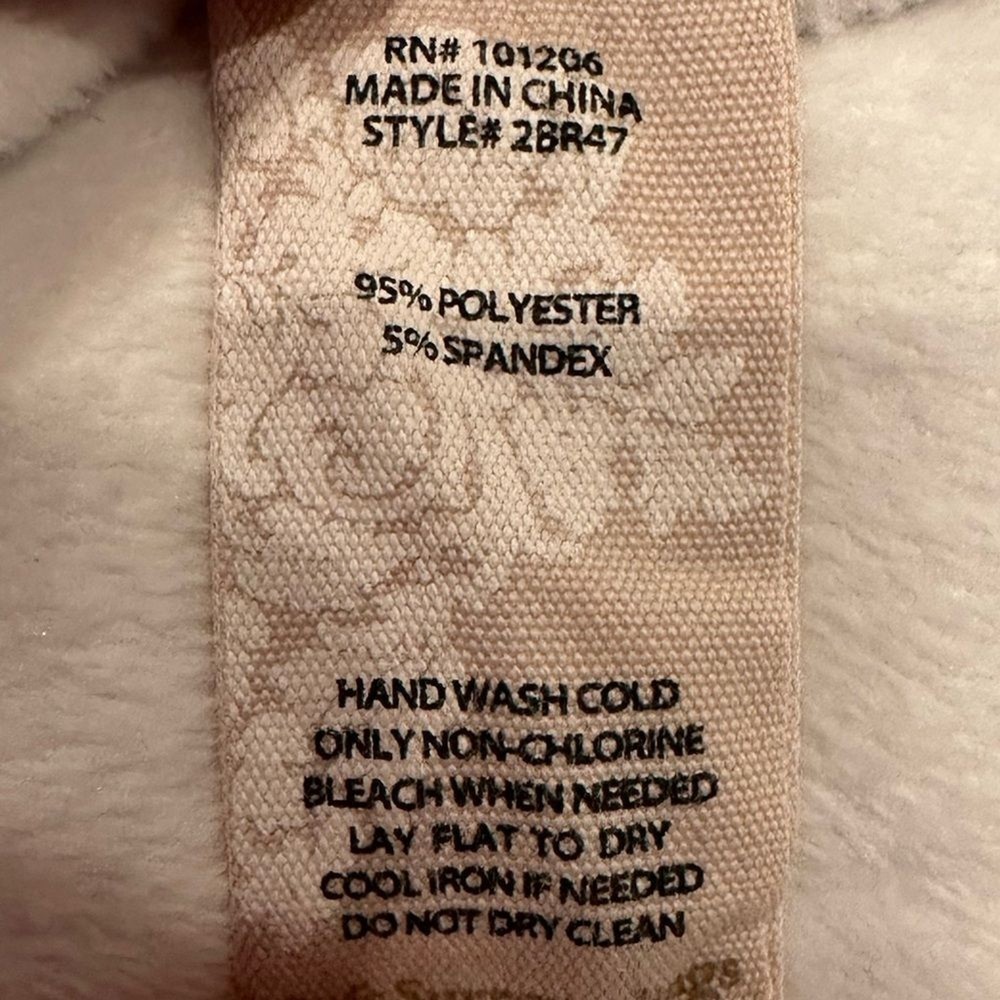 RN# 101206
MADE IN CHINA
STYLE# 2BR47
95% POLYESTER
5% SPANDEX
HAND WASH COLD
ONLY NON-CHLORINE
BLEACH WHEN NEEDED
LAY FLAT TO DRY
COOL IRON IF NEEDED
DO NOT DRY CLEAN